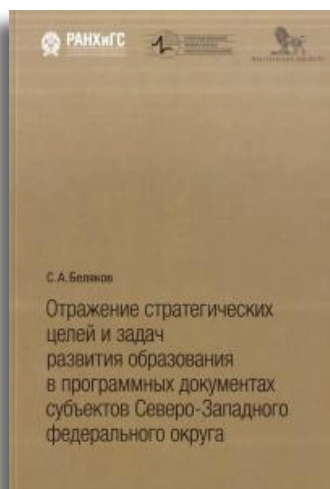 РАНХиГС
С. А. Беляков
Отражение стратегических
целей и задач
развития образования
в программных документах
субъектов Северо-Западного
федерального округа